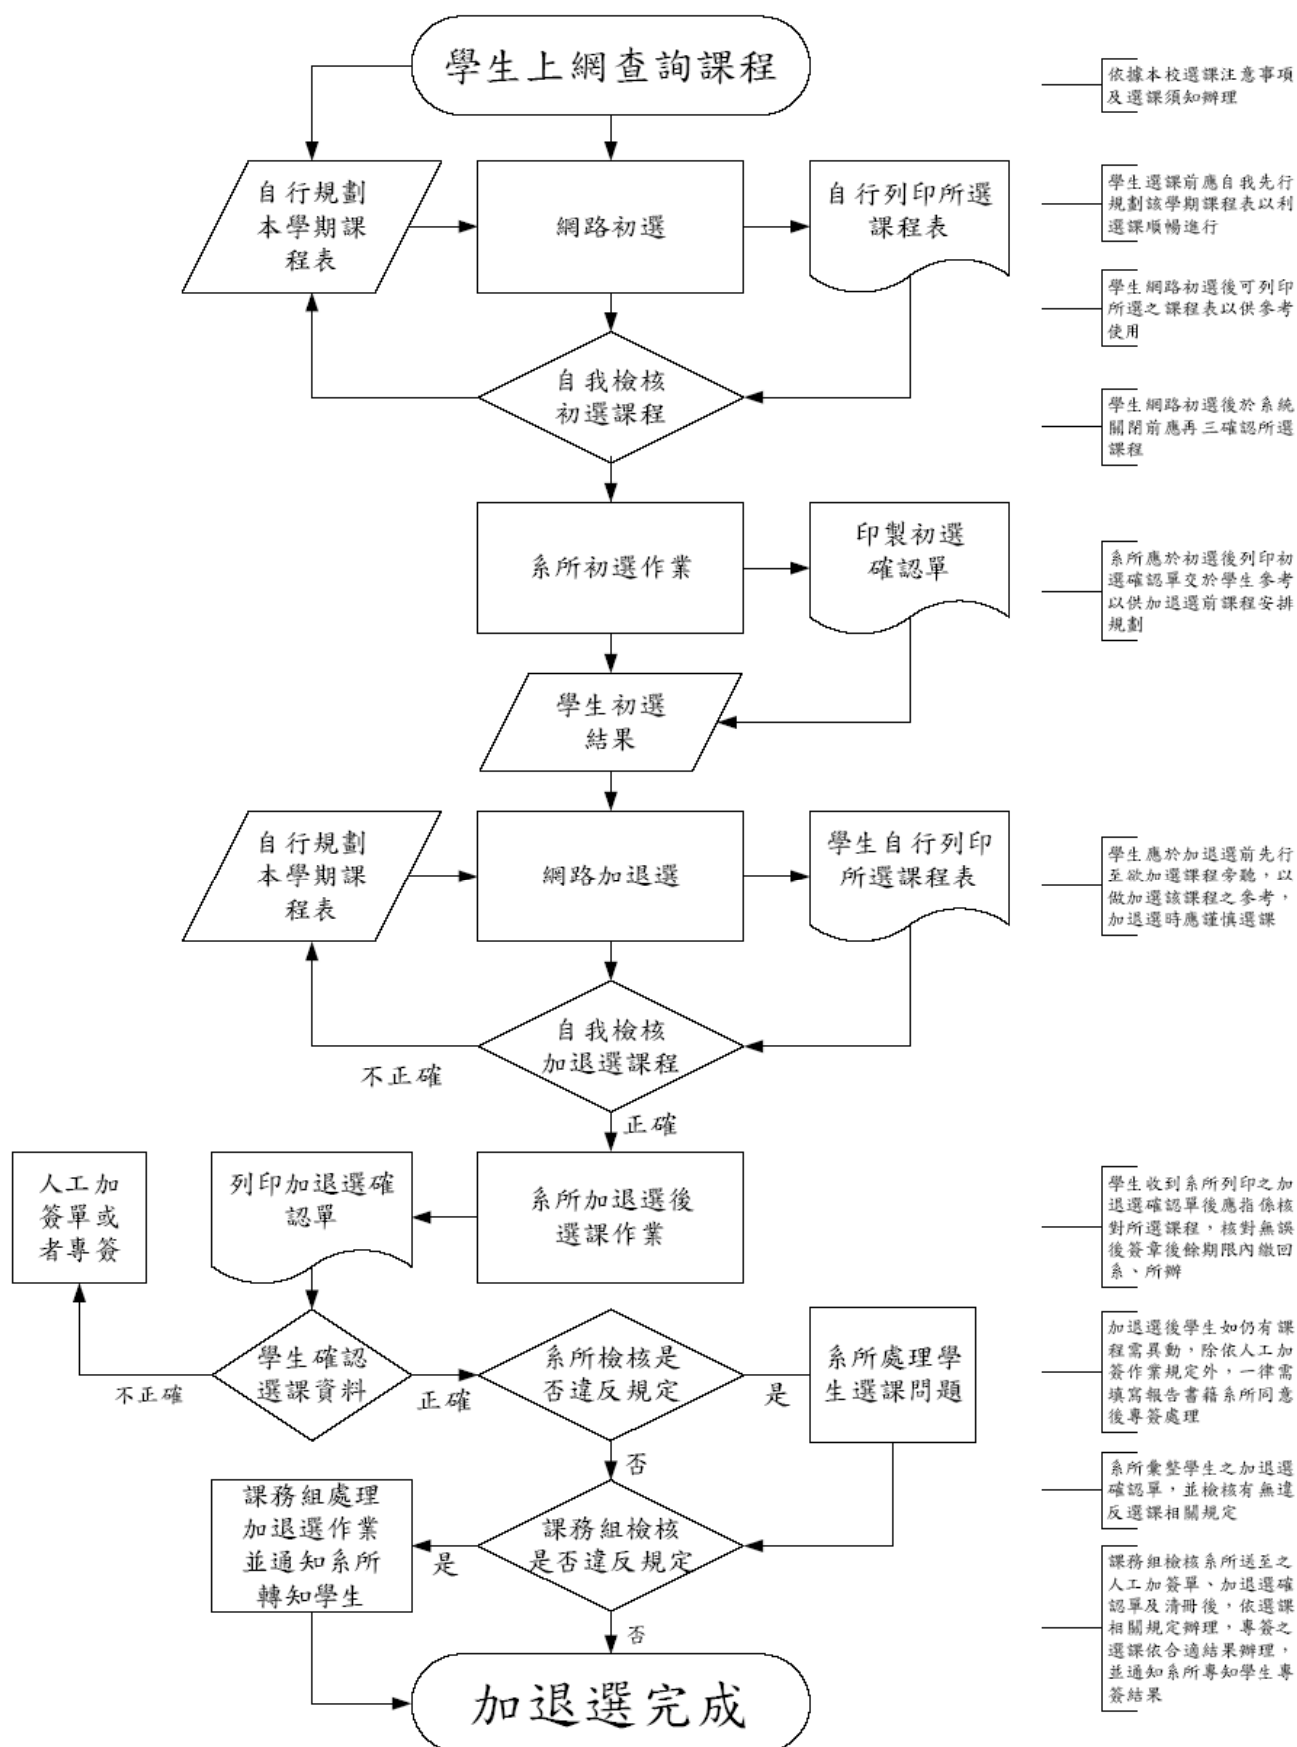 學生上網查詢課程
依據本校選課注意事項
及選課須知辦理
自行規劃
本學期課
程表
網路初選
自行列印所選
課程表
學生選課前應自我先行
規劃該學期課程表以利
選課順暢進行
學生網路初選後可列印
所選之課程表以供參考
使用
自我檢核
初選課程
學生網路初選後於系統
關閉前應再三確認所選
課程
系所初選作業
印製初選
確認單
系所應於初選後列印初
選確認單交於學生參考
以供加退選前課程安排
規劃
學生初選
結果
自行規劃
本學期課
程表
網路加退選
學生自行列印
所選課程表
學生應於加退選前先行
至欲加選課程旁聽，以
做加選該課程之參考，
加退選時應謹慎選課
自我檢核
加退選課程
不正確
正確
人工加
簽單或
者專簽
列印加退選確
認單
系所加退選後
選課作業
學生收到系所列印之加
退選確認單後應指係核
對所選課程，核對無誤
後簽章後餘期限內繳回
系、所辦
學生確認
選課資料
不正確
正確
系所檢核是
否違反規定
是
系所處理學
生選課問題
加退選後學生如仍有課
程需異動，除依人工加
簽作業規定外，一律需
填寫報告書籍系所同意
後專簽處理
否
課務組處理
加退選作業
並通知系所
轉知學生
是
課務組檢核
是否違反規定
系所彙整學生之加退選
確認單，並檢核有無違
反選課相關規定
否
課務組檢核系所送至之
人工加簽單、加退選確
認單及清冊後，依選課
相關規定辦理，專簽之
選課依合適結果辦理，
並通知系所專知學生專
簽結果
加退選完成